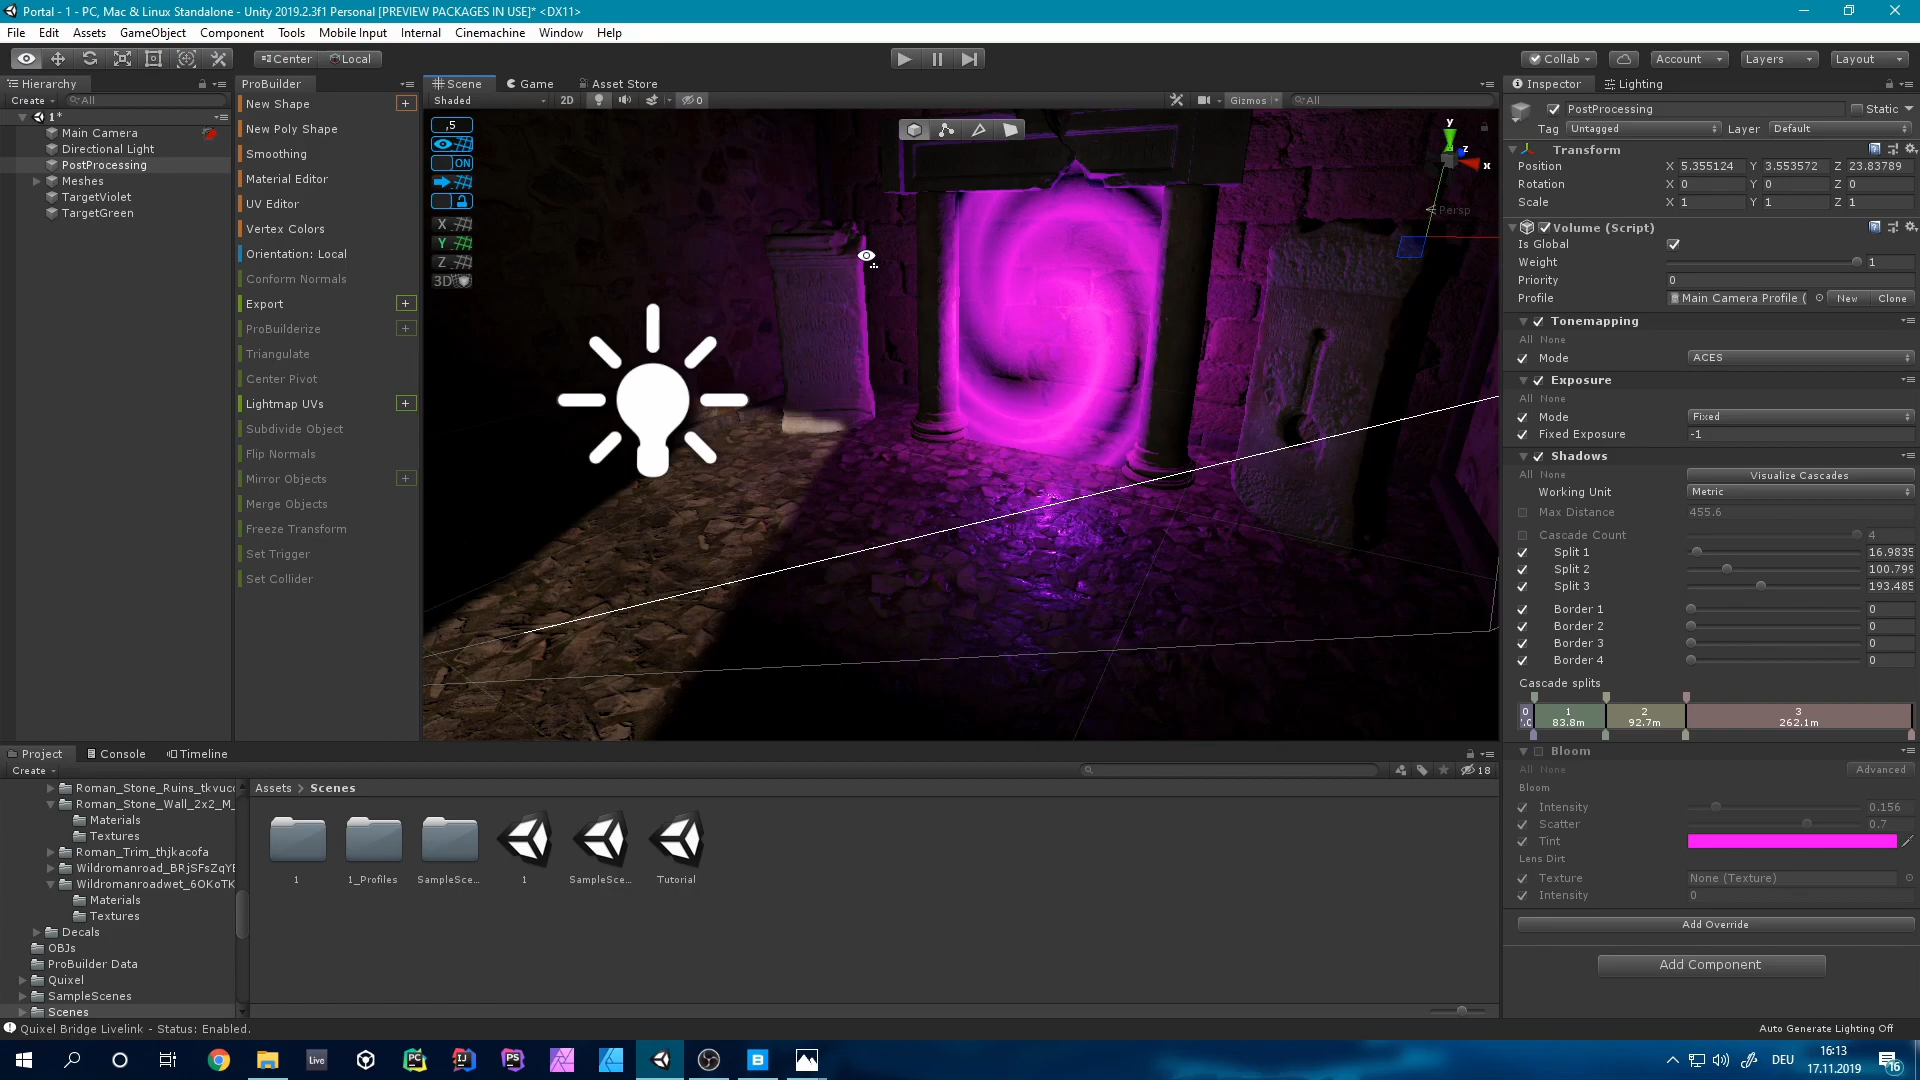 Portal - 1 - PC, Mac & Linux Standalone - Unity 2019.2.3f1 Personal [PREVIEW PACKAGES IN USE]* <DX11>
File Edit Assets GameObject Component Tools Mobile Input Internal Cinemachine Window Help
Center Local Collab Account Layers Layout
Hierarchy
Create All
1*
Main Camera
Directional Light
PostProcessing
Meshes
TargetViolet
TargetGreen
ProBuilder
New Shape
New Poly Shape
Smoothing
Material Editor
UV Editor
Vertex Colors
Orientation: Local
Conform Normals
Export
ProBuilderize
Triangulate
Center Pivot
Lightmap UVs
Subdivide Object
Flip Normals
Mirror Objects
Merge Objects
Freeze Transform
Set Trigger
Set Collider
Scene Game Asset Store
Shaded 2D 0 Gizmos All
,5
ON
X
Y
Z
3D
y
z
x
Persp
Inspector Lighting
PostProcessing Static
Tag Untagged Layer Default
Transform
Position X 5.355124 Y 3.553572 Z 23.83789
Rotation X 0 Y 0 Z 0
Scale X 1 Y 1 Z 1
Volume (Script)
Is Global
Weight 1
Priority 0
Profile Main Camera Profile ( New Clone
Tonemapping
All None
Mode ACES
Exposure
All None
Mode Fixed
Fixed Exposure -1
Shadows
All None Visualize Cascades
Working Unit Metric
Max Distance 455.6
Cascade Count 4
Split 1 16.9835
Split 2 100.799
Split 3 193.485
Border 1 0
Border 2 0
Border 3 0
Border 4 0
Cascade splits
0 1 2 3
83.8m 92.7m 262.1m
Bloom
All None Advanced
Bloom
Intensity 0.156
Scatter 0.7
Tint
Lens Dirt
Texture None (Texture)
Intensity 0
Add Override
Add Component
Project Console Timeline
Create 18
Roman_Stone_Ruins_tkvucc
Roman_Stone_Wall_2x2_M_
Materials
Textures
Roman_Trim_thjkacofa
Wildromanroad_BRjSFsZqYE
Wildromanroadwet_6OKoTK
Materials
Textures
Decals
OBJs
ProBuilder Data
Quixel
SampleScenes
Scenes
Assets > Scenes
1 1_Profiles SampleSce... 1 SampleSce... Tutorial
Quixel Bridge Livelink - Status: Enabled.
Auto Generate Lighting Off
Live PC IJ PS DEU 16:13
17.11.2019 16